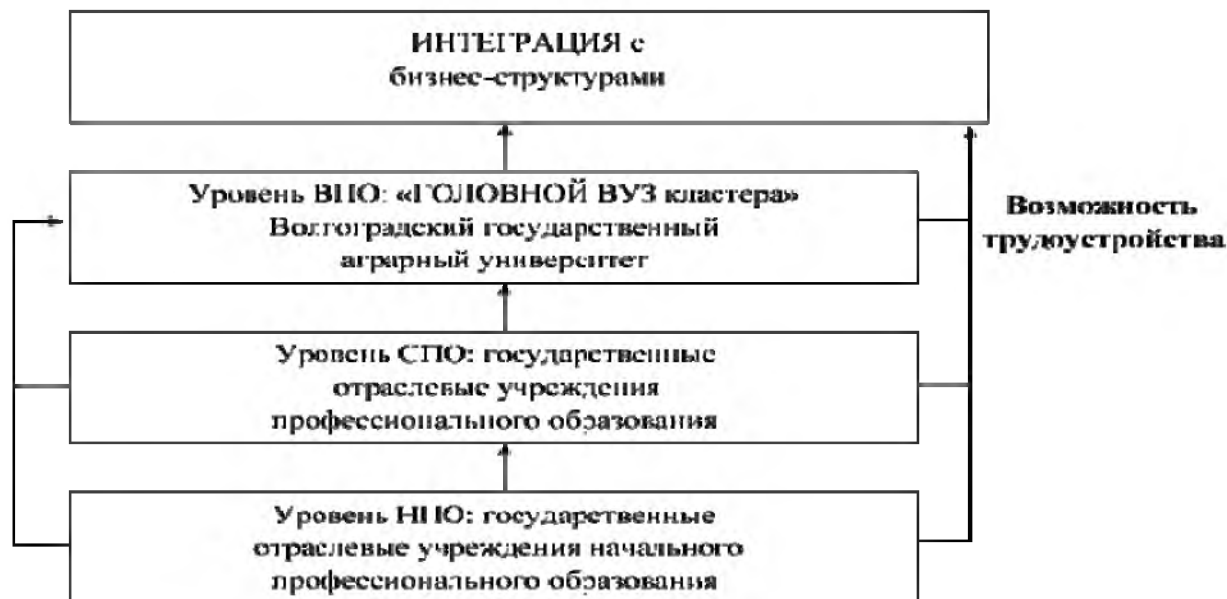 ИНТЕГРАЦИЯ с
бизнес-структурами
Уровень ВПО: «ГОЛОВНОЙ ВУЗ кластера»
Волгоградский государственный
аграрный университет
Возможность
трудоустройства
Уровень СПО: государственные
отраслевые учреждения
профессионального образования
Уровень НПО: государственные
отраслевые учреждения начального
профессионального образования